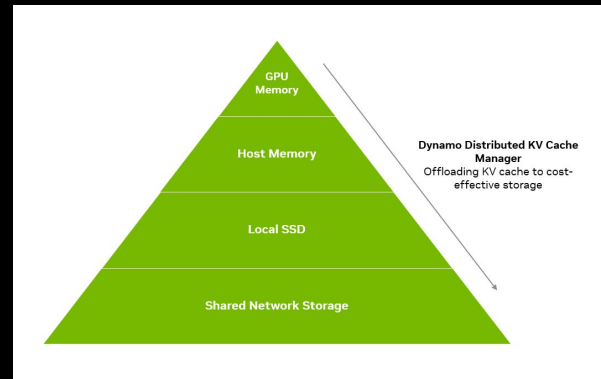 GPU
Memory
Host Memory
Dynamo Distributed KV Cache
Manager
Offloading KV cache to cost-
effective storage
Local SSD
Shared Network Storage